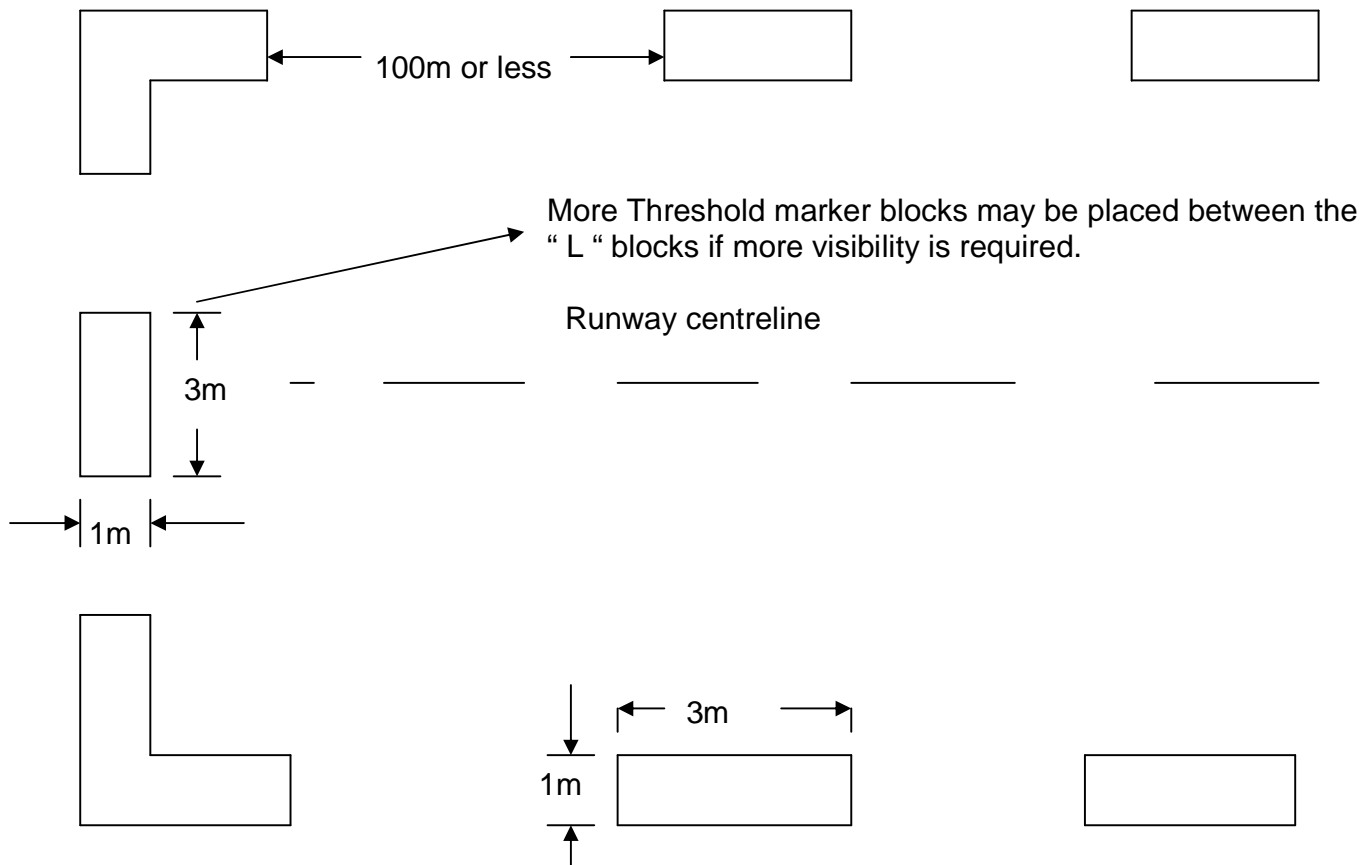 100m or less
More Threshold marker blocks may be placed between the
“ L “ blocks if more visibility is required.
Runway centreline
3m
1m
3m
1m